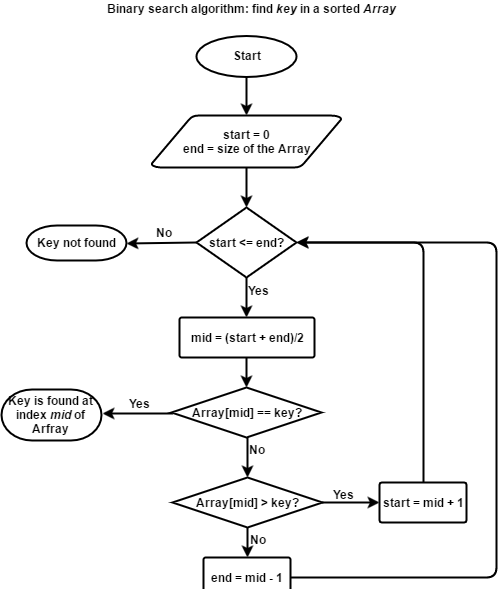 Binary search algorithm: find key in a sorted Array
Start
start = 0
end = size of the Array
start <= end?
No
Key not found
Yes
mid = (start + end)/2
Array[mid] == key?
Yes
Key is found at
index mid of
Arfray
No
Array[mid] > key?
Yes
start = mid + 1
No
end = mid - 1